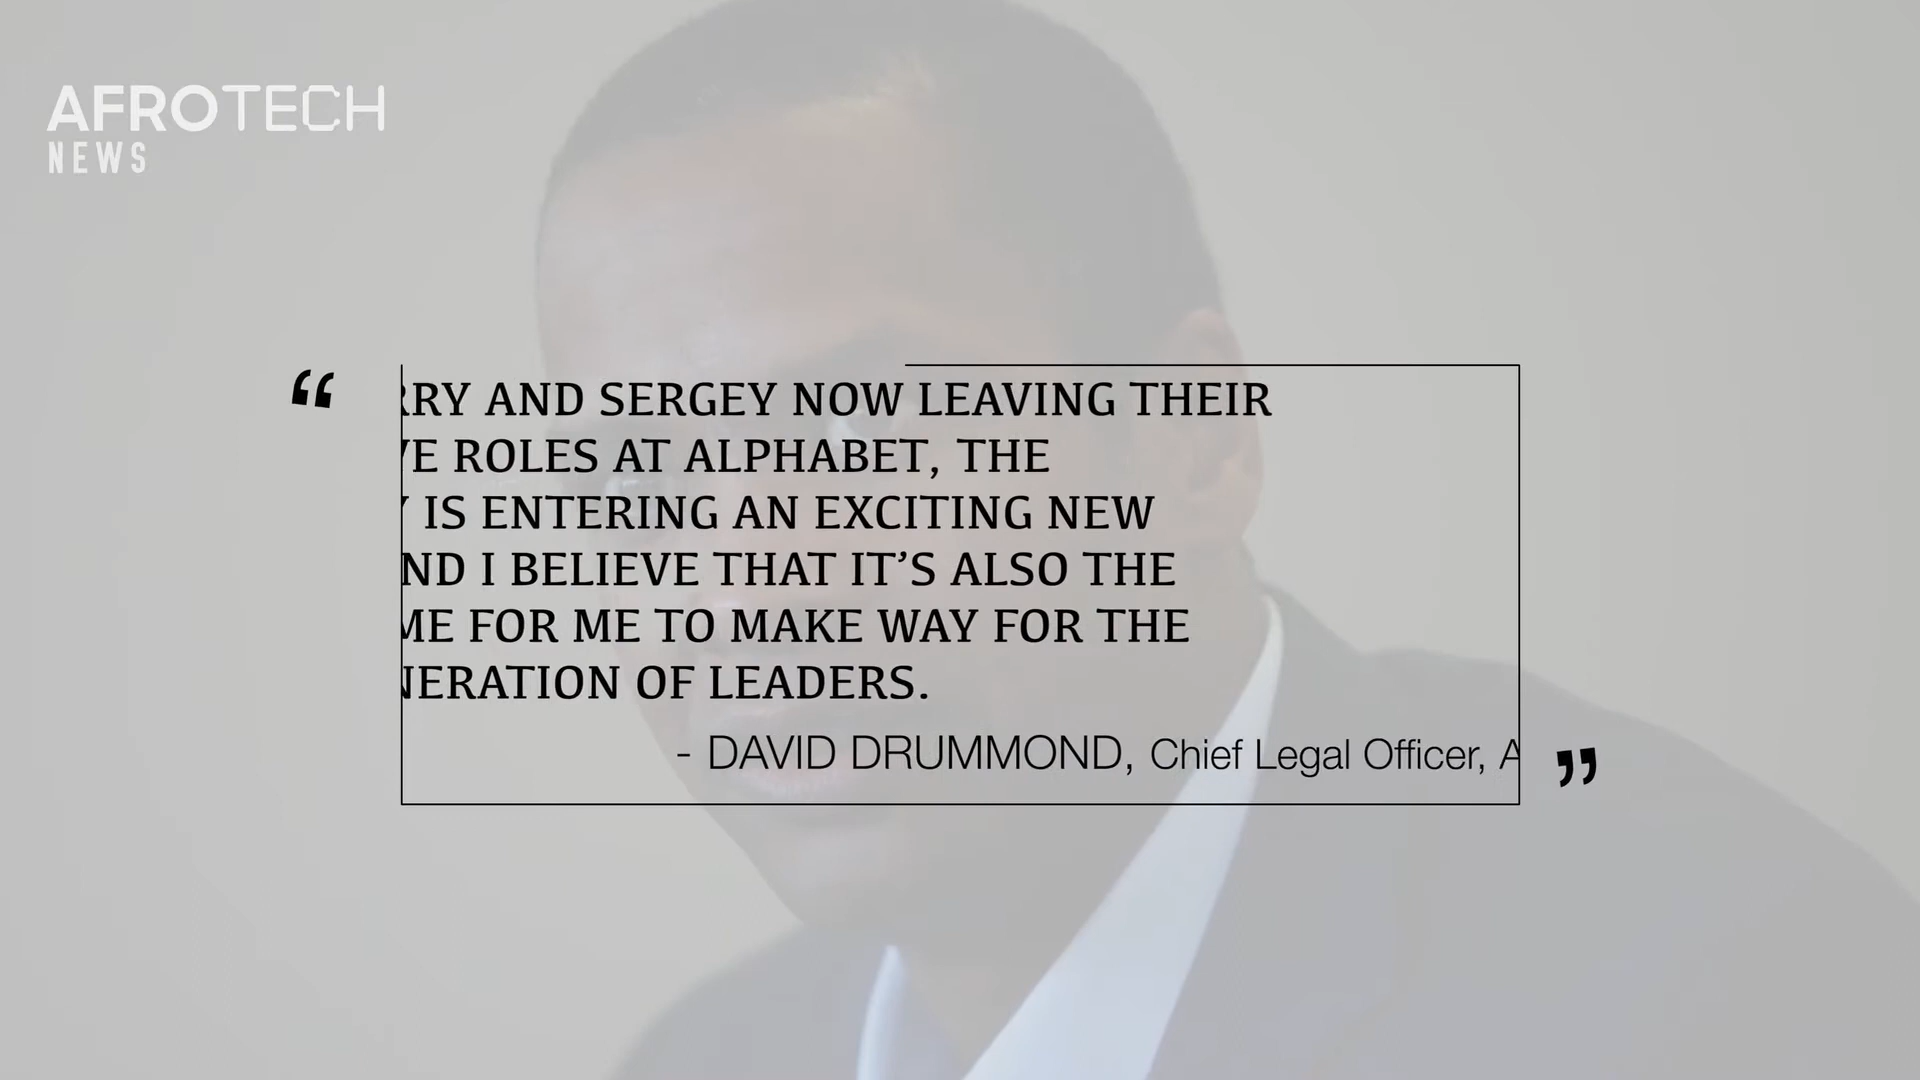 AFROTECH
NEWS
“
RRY AND SERGEY NOW LEAVING THEIR
VE ROLES AT ALPHABET, THE
Y IS ENTERING AN EXCITING NEW
ND I BELIEVE THAT IT’S ALSO THE
ME FOR ME TO MAKE WAY FOR THE
NERATION OF LEADERS.
- DAVID DRUMMOND, Chief Legal Officer, A
”